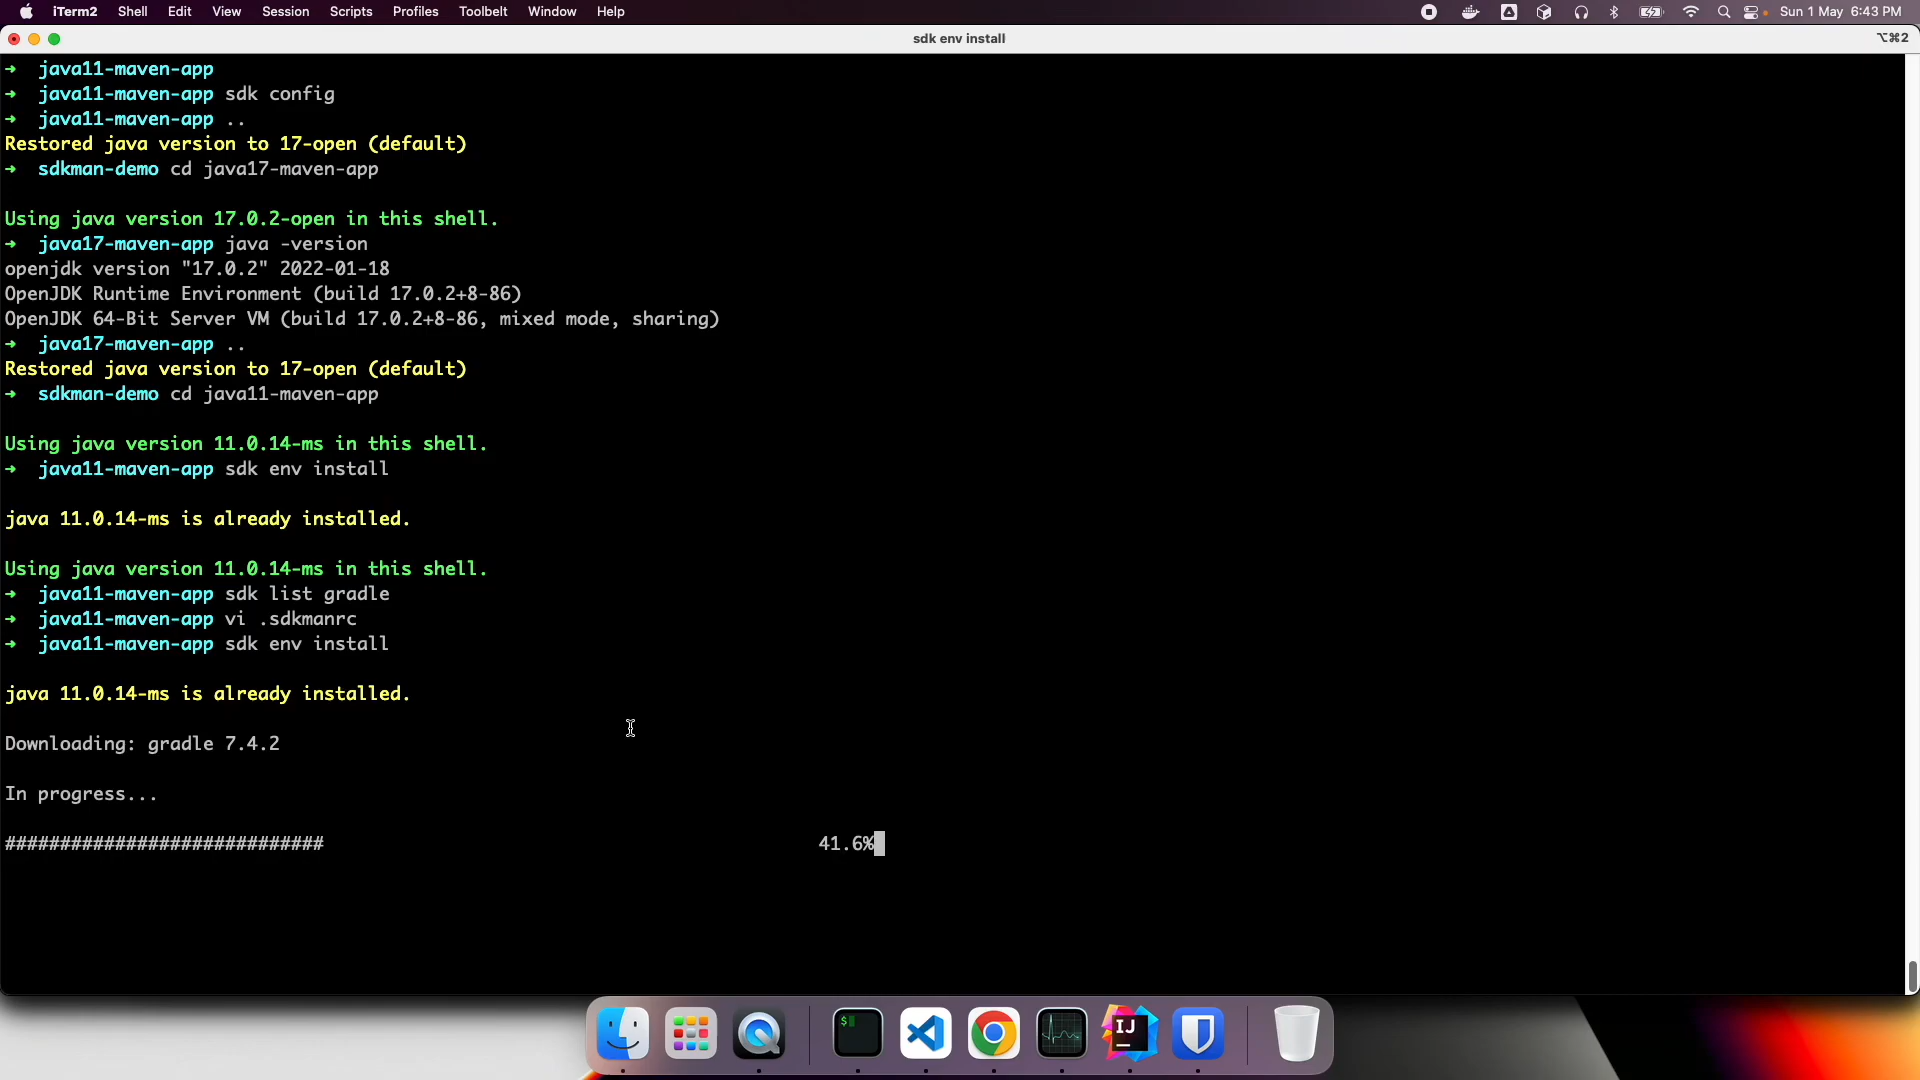 iTerm2 Shell Edit View Session Scripts Profiles Toolbelt Window Help Sun 1 May 6:43 PM
sdk env install ⌥⌘2
→ java11-maven-app
→ java11-maven-app sdk config
→ java11-maven-app ..
Restored java version to 17-open (default)
→ sdkman-demo cd java17-maven-app
Using java version 17.0.2-open in this shell.
→ java17-maven-app java -version
openjdk version "17.0.2" 2022-01-18
OpenJDK Runtime Environment (build 17.0.2+8-86)
OpenJDK 64-Bit Server VM (build 17.0.2+8-86, mixed mode, sharing)
→ java17-maven-app ..
Restored java version to 17-open (default)
→ sdkman-demo cd java11-maven-app
Using java version 11.0.14-ms in this shell.
→ java11-maven-app sdk env install
java 11.0.14-ms is already installed.
Using java version 11.0.14-ms in this shell.
→ java11-maven-app sdk list gradle
→ java11-maven-app vi .sdkmanrc
→ java11-maven-app sdk env install
java 11.0.14-ms is already installed.
Downloading: gradle 7.4.2
In progress...
############################# 41.6%
$ IJ